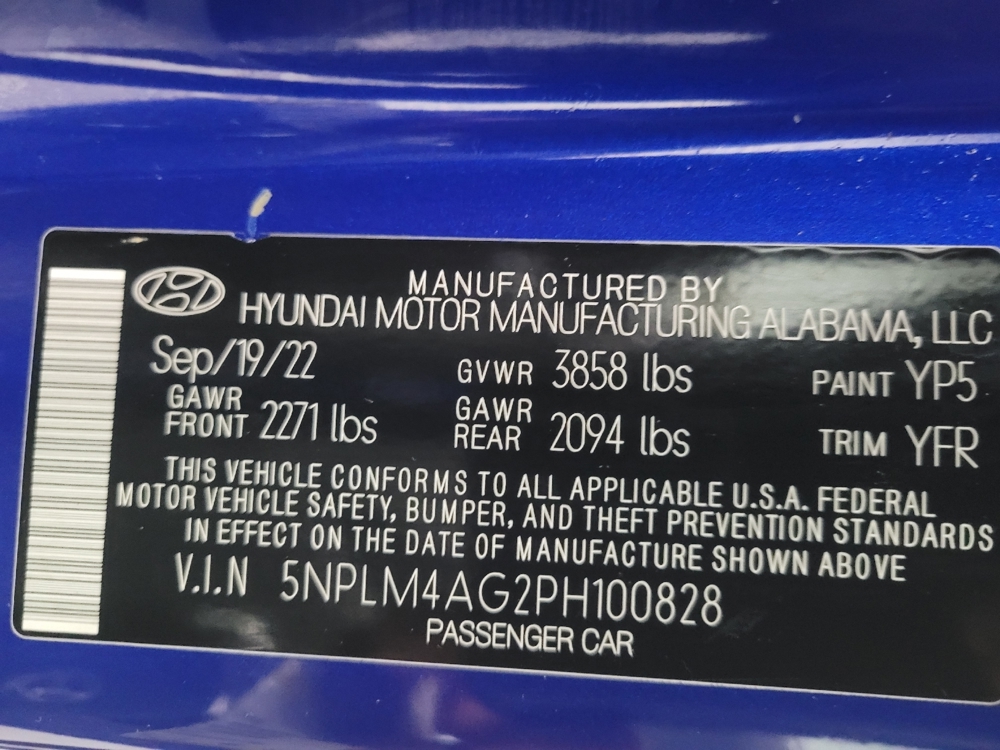 MANUFACTURED BY
HYUNDAI MOTOR MANUFACTURING ALABAMA, LLC
Sep/19/22 GVWR 3858 lbs PAINT YP5
GAWR FRONT 2271 lbs GAWR REAR 2094 lbs TRIM YFR
THIS VEHICLE CONFORMS TO ALL APPLICABLE U.S.A. FEDERAL
MOTOR VEHICLE SAFETY, BUMPER, AND THEFT PREVENTION STANDARDS
IN EFFECT ON THE DATE OF MANUFACTURE SHOWN ABOVE
V.I.N 5NPLM4AG2PH100828
PASSENGER CAR